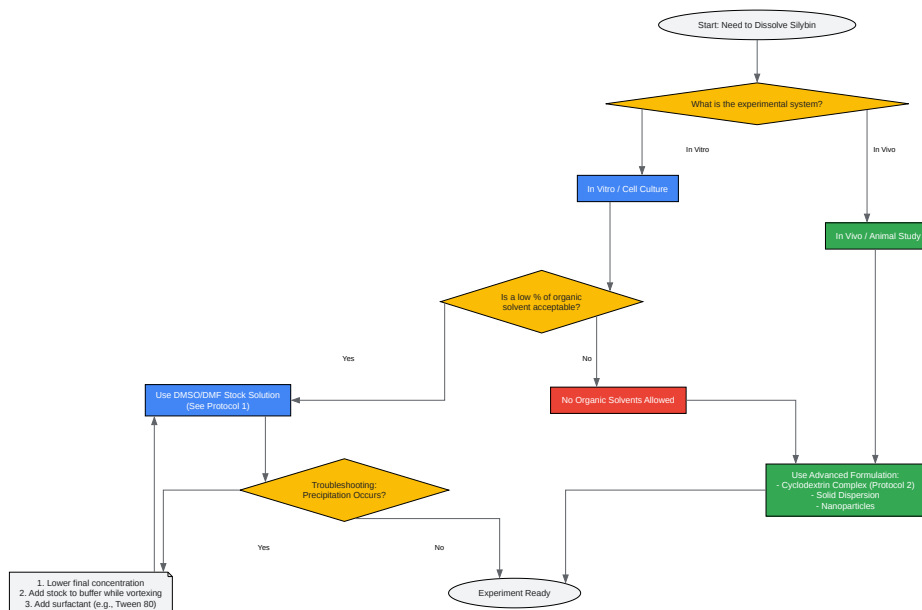 Start: Need to Dissolve Silybin
What is the experimental system?
In Vitro
In Vivo
In Vitro / Cell Culture
In Vivo / Animal Study
Is a low % of organic
solvent acceptable?
Yes
No
Use DMSO/DMF Stock Solution
(See Protocol 1)
No Organic Solvents Allowed
Troubleshooting:
Precipitation Occurs?
Use Advanced Formulation:
- Cyclodextrin Complex (Protocol 2)
- Solid Dispersion
- Nanoparticles
Yes
No
1. Lower final concentration
2. Add stock to buffer while vortexing
3. Add surfactant (e.g., Tween 80)
Experiment Ready